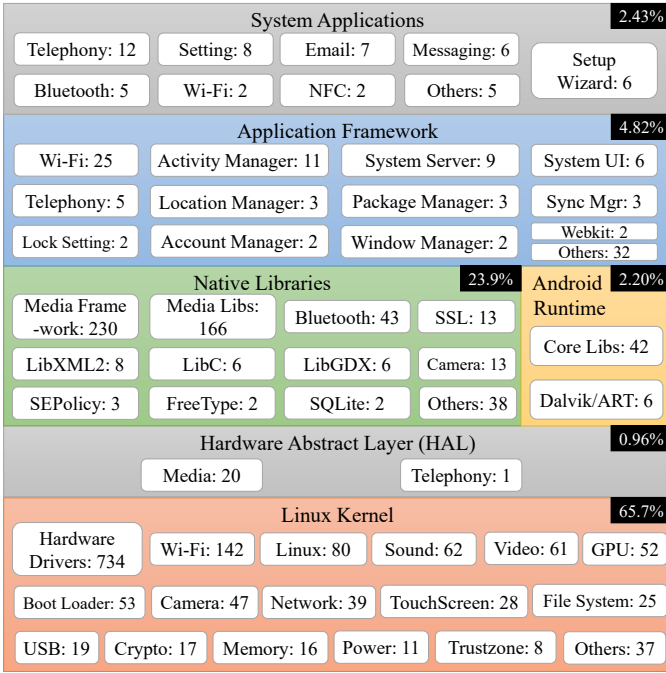 System Applications
2.43%
Telephony: 12
Setting: 8
Email: 7
Messaging: 6
Setup
Wizard: 6
Bluetooth: 5
Wi-Fi: 2
NFC: 2
Others: 5
Application Framework
4.82%
Wi-Fi: 25
Activity Manager: 11
System Server: 9
System UI: 6
Telephony: 5
Location Manager: 3
Package Manager: 3
Sync Mgr: 3
Lock Setting: 2
Account Manager: 2
Window Manager: 2
Webkit: 2
Others: 32
Native Libraries
23.9%
Media Frame
-work: 230
Media Libs:
166
Bluetooth: 43
SSL: 13
LibXML2: 8
LibC: 6
LibGDX: 6
Camera: 13
SEPolicy: 3
FreeType: 2
SQLite: 2
Others: 38
Android
Runtime
2.20%
Core Libs: 42
Dalvik/ART: 6
Hardware Abstract Layer (HAL)
0.96%
Media: 20
Telephony: 1
Linux Kernel
65.7%
Hardware
Drivers: 734
Wi-Fi: 142
Linux: 80
Sound: 62
Video: 61
GPU: 52
Boot Loader: 53
Camera: 47
Network: 39
TouchScreen: 28
File System: 25
USB: 19
Crypto: 17
Memory: 16
Power: 11
Trustzone: 8
Others: 37